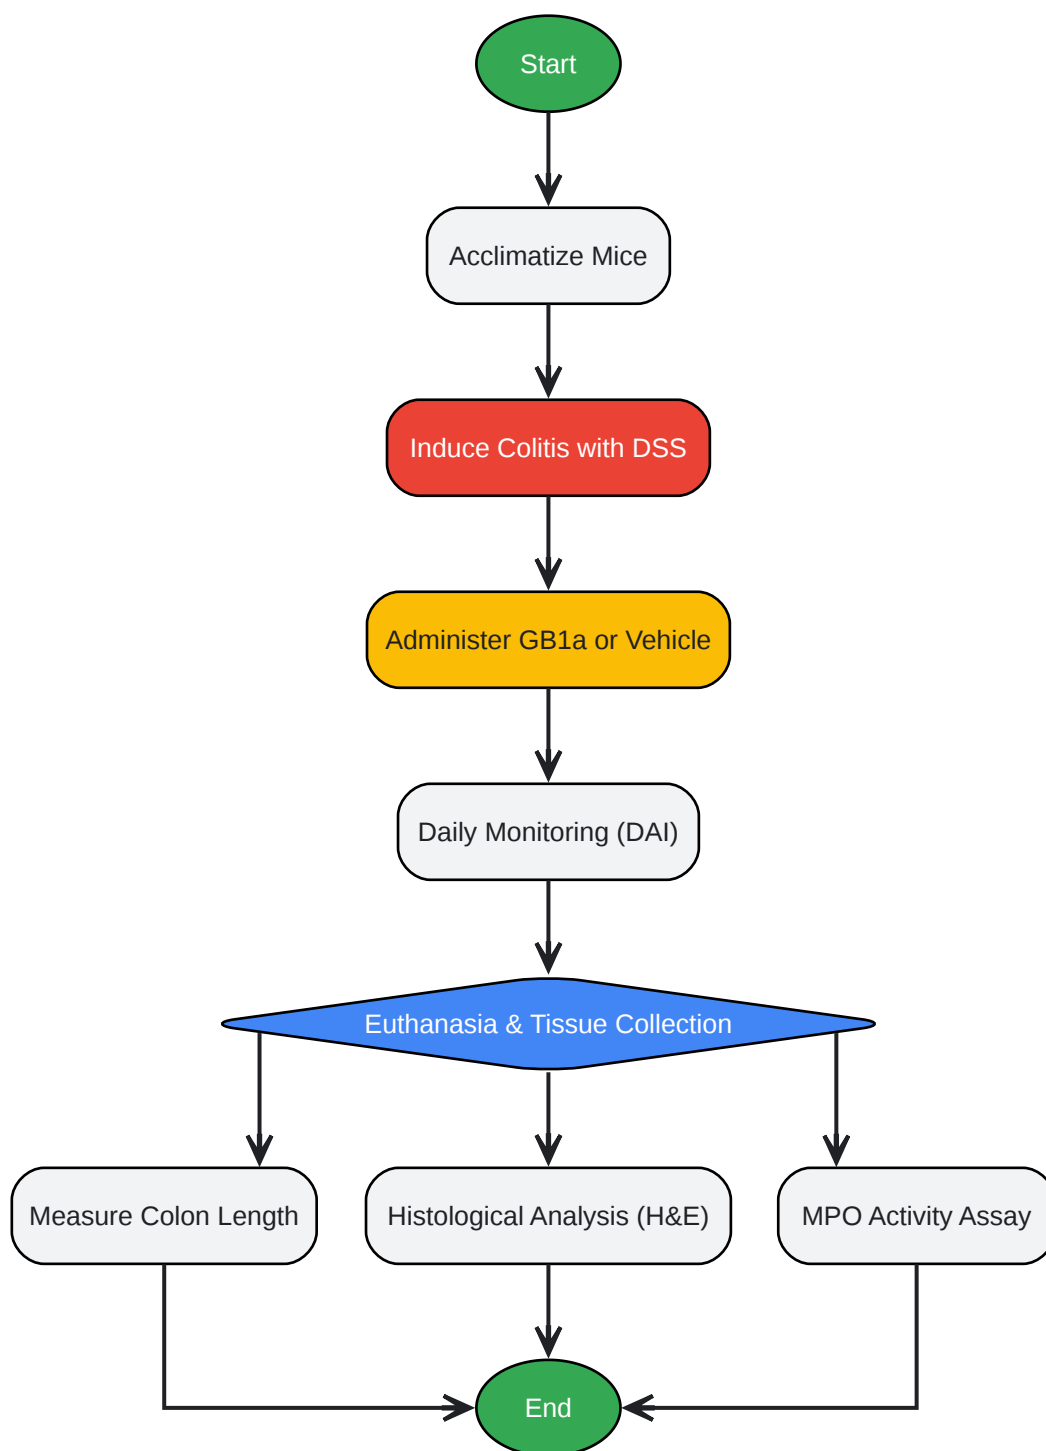 Start
Acclimatize Mice
Induce Colitis with DSS
Administer GB1a or Vehicle
Daily Monitoring (DAI)
Euthanasia & Tissue Collection
Measure Colon Length
Histological Analysis (H&E)
MPO Activity Assay
End